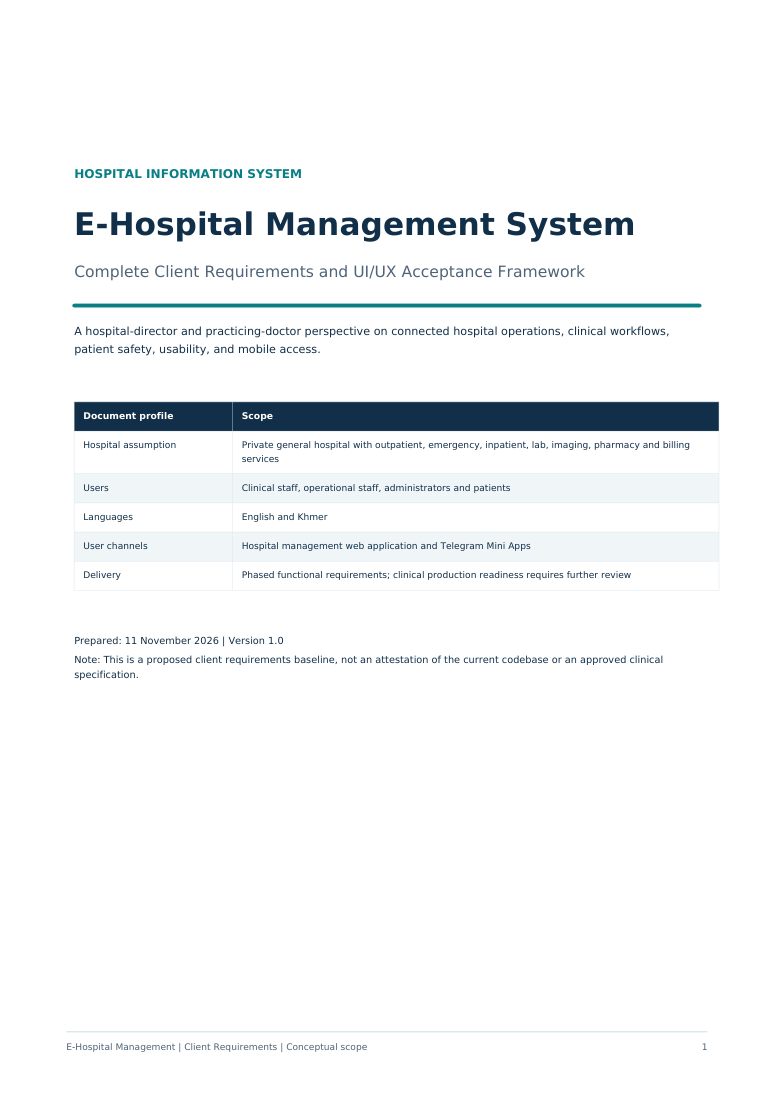 HOSPITAL INFORMATION SYSTEM
E-Hospital Management System
Complete Client Requirements and UI/UX Acceptance Framework
A hospital-director and practicing-doctor perspective on connected hospital operations, clinical workflows,
patient safety, usability, and mobile access.
Document profile Scope
Hospital assumption Private general hospital with outpatient, emergency, inpatient, lab, imaging, pharmacy and billing
services
Users Clinical staff, operational staff, administrators and patients
Languages English and Khmer
User channels Hospital management web application and Telegram Mini Apps
Delivery Phased functional requirements; clinical production readiness requires further review
Prepared: 11 November 2026 | Version 1.0
Note: This is a proposed client requirements baseline, not an attestation of the current codebase or an approved clinical
specification.
E-Hospital Management | Client Requirements | Conceptual scope 1